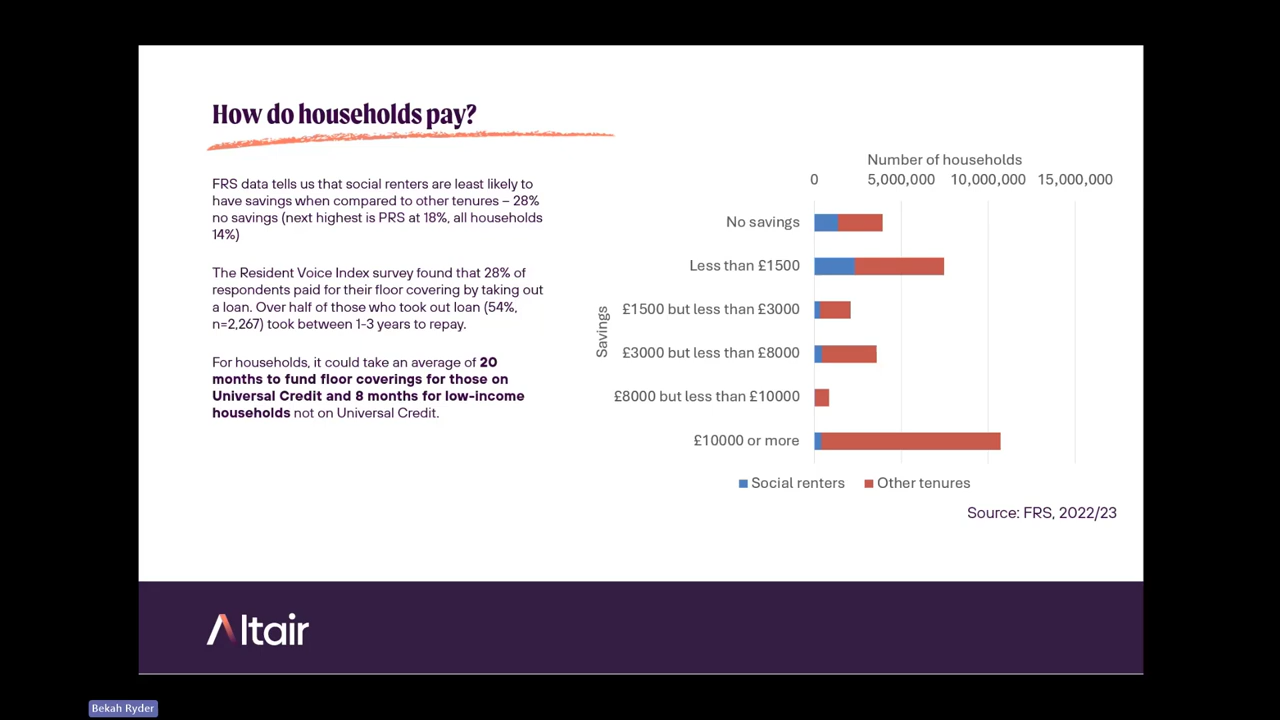 How do households pay?
FRS data tells us that social renters are least likely to
have savings when compared to other tenures – 28%
no savings (next highest is PRS at 18%, all households
14%)
The Resident Voice Index survey found that 28% of
respondents paid for their floor covering by taking out
a loan. Over half of those who took out loan (54%,
n=2,267) took between 1-3 years to repay.
For households, it could take an average of 20
months to fund floor coverings for those on
Universal Credit and 8 months for low-income
households not on Universal Credit.
Number of households
0 5,000,000 10,000,000 15,000,000
Savings
No savings
Less than £1500
£1500 but less than £3000
£3000 but less than £8000
£8000 but less than £10000
£10000 or more
Social renters Other tenures
Source: FRS, 2022/23
Altair
Bekah Ryder